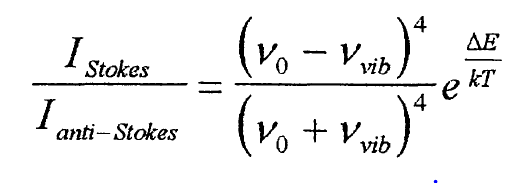 I_Stokes / I_anti−Stokes = (ν_0 − ν_vib)^4 / (ν_0 + ν_vib)^4 e^(ΔE / kT)